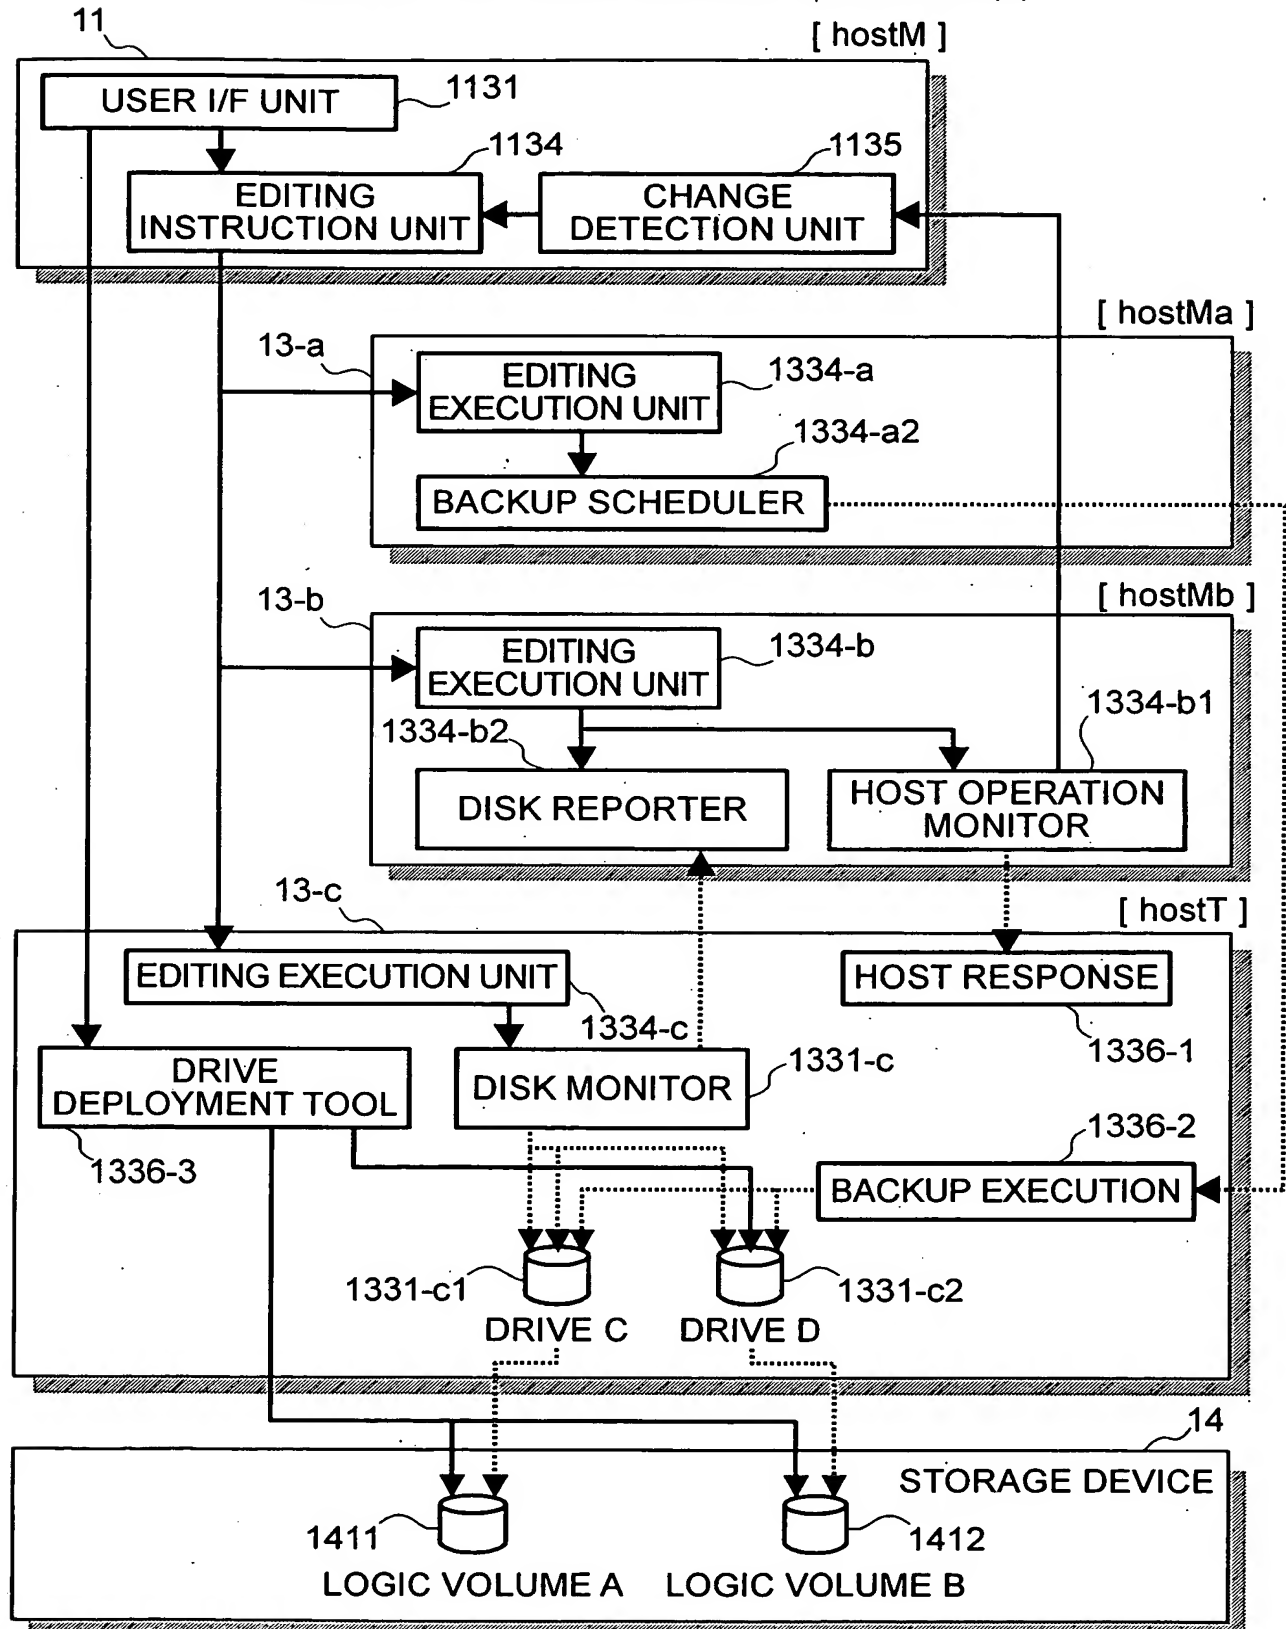 11
[ hostM ]
USER I/F UNIT
1131
1134
1135
EDITING
INSTRUCTION UNIT
CHANGE
DETECTION UNIT
[ hostMa ]
13-a
EDITING
EXECUTION UNIT
1334-a
1334-a2
BACKUP SCHEDULER
[ hostMb ]
13-b
EDITING
EXECUTION UNIT
1334-b
1334-b2
1334-b1
DISK REPORTER
HOST OPERATION
MONITOR
13-c
[ hostT ]
EDITING EXECUTION UNIT
HOST RESPONSE
1334-c
1336-1
DRIVE
DEPLOYMENT TOOL
DISK MONITOR
1331-c
1336-3
1336-2
BACKUP EXECUTION
1331-c1
1331-c2
DRIVE C
DRIVE D
14
STORAGE DEVICE
1411
1412
LOGIC VOLUME A
LOGIC VOLUME B